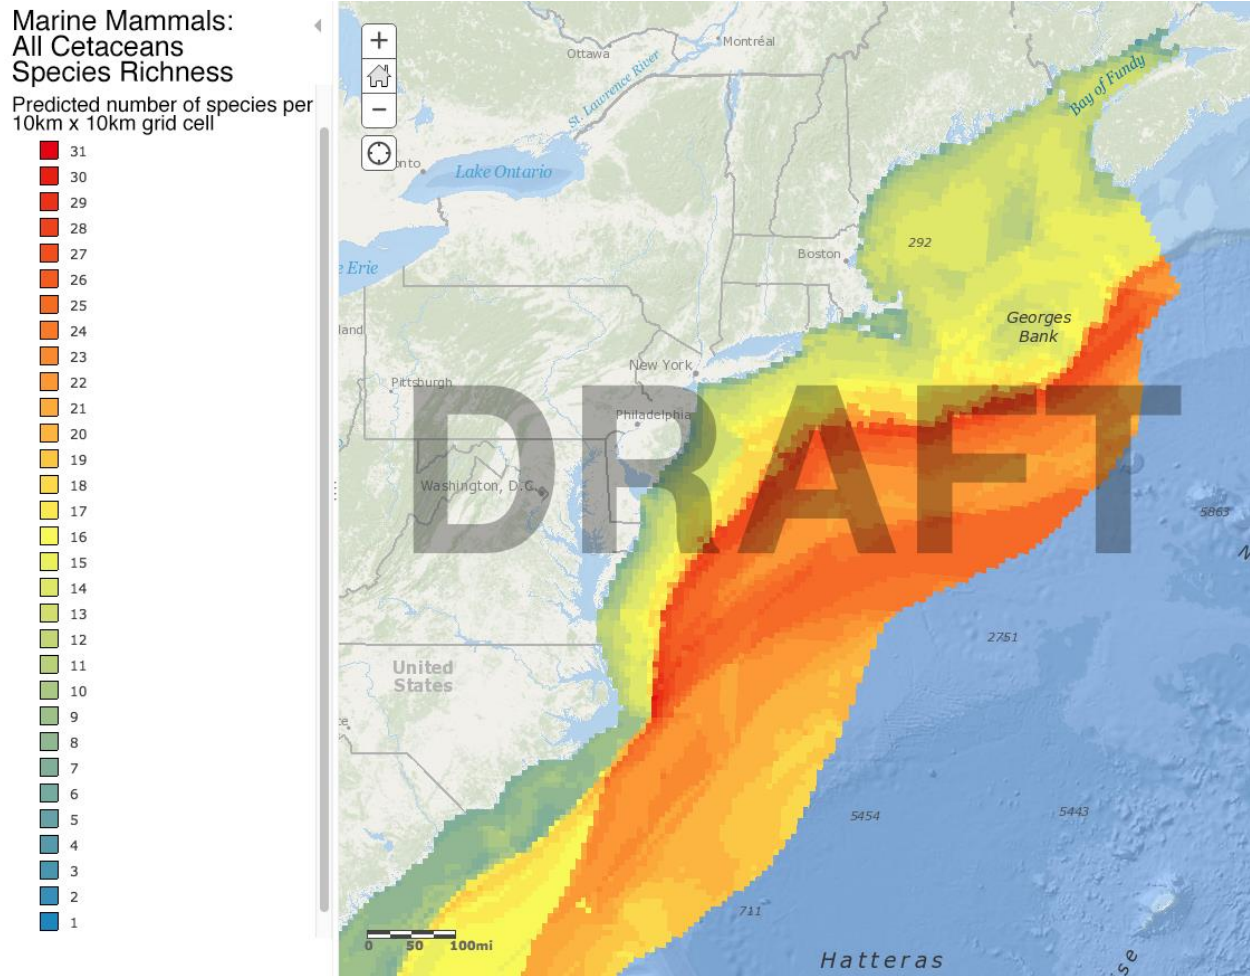 Marine Mammals:
All Cetaceans
Species Richness
Predicted number of species per
10km x 10km grid cell
31
30
29
28
27
26
25
24
23
22
21
20
19
18
17
16
15
14
13
12
11
10
9
8
7
6
5
4
3
2
1
+
−
Ottawa
Montréal
St. Lawrence River
Bay of Fundy
onto
Lake Ontario
292
Boston
e Erie
Georges
Bank
land
New York
Pittsburgh
Philadelphia
DRAFT
Washington, D.C.
5863
2751
United
States
ce
5454
5443
711
0 50 100mi
Hatteras
se